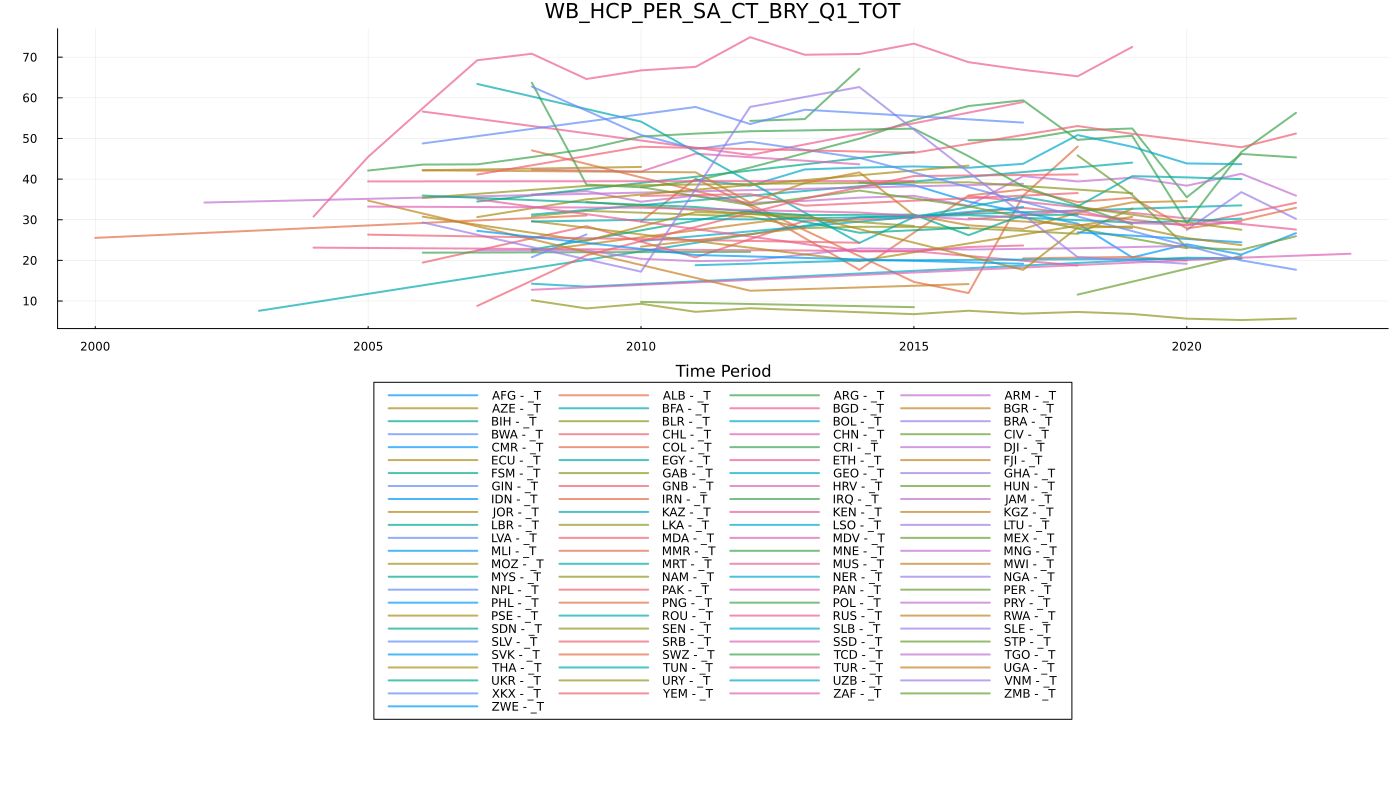 WB_HCP_PER_SA_CT_BRY_Q1_TOT
70
60
50
40
30
20
10
2000 2005 2010 2015 2020
Time Period
AFG - _T ALB - _T ARG - _T ARM - _T
AZE - _T BFA - _T BGD - _T BGR - _T
BIH - _T BLR - _T BOL - _T BRA - _T
BWA - _T CHL - _T CHN - _T CIV - _T
CMR - _T COL - _T CRI - _T DJI - _T
ECU - _T EGY - _T ETH - _T FJI - _T
FSM - _T GAB - _T GEO - _T GHA - _T
GIN - _T GNB - _T HRV - _T HUN - _T
IDN - _T IRN - _T IRQ - _T JAM - _T
JOR - _T KAZ - _T KEN - _T KGZ - _T
LBR - _T LKA - _T LSO - _T LTU - _T
LVA - _T MDA - _T MDV - _T MEX - _T
MLI - _T MMR - _T MNE - _T MNG - _T
MOZ - _T MRT - _T MUS - _T MWI - _T
MYS - _T NAM - _T NER - _T NGA - _T
NPL - _T PAK - _T PAN - _T PER - _T
PHL - _T PNG - _T POL - _T PRY - _T
PSE - _T ROU - _T RUS - _T RWA - _T
SDN - _T SEN - _T SLB - _T SLE - _T
SLV - _T SRB - _T SSD - _T STP - _T
SVK - _T SWZ - _T TCD - _T TGO - _T
THA - _T TUN - _T TUR - _T UGA - _T
UKR - _T URY - _T UZB - _T VNM - _T
XKX - _T YEM - _T ZAF - _T ZMB - _T
ZWE - _T